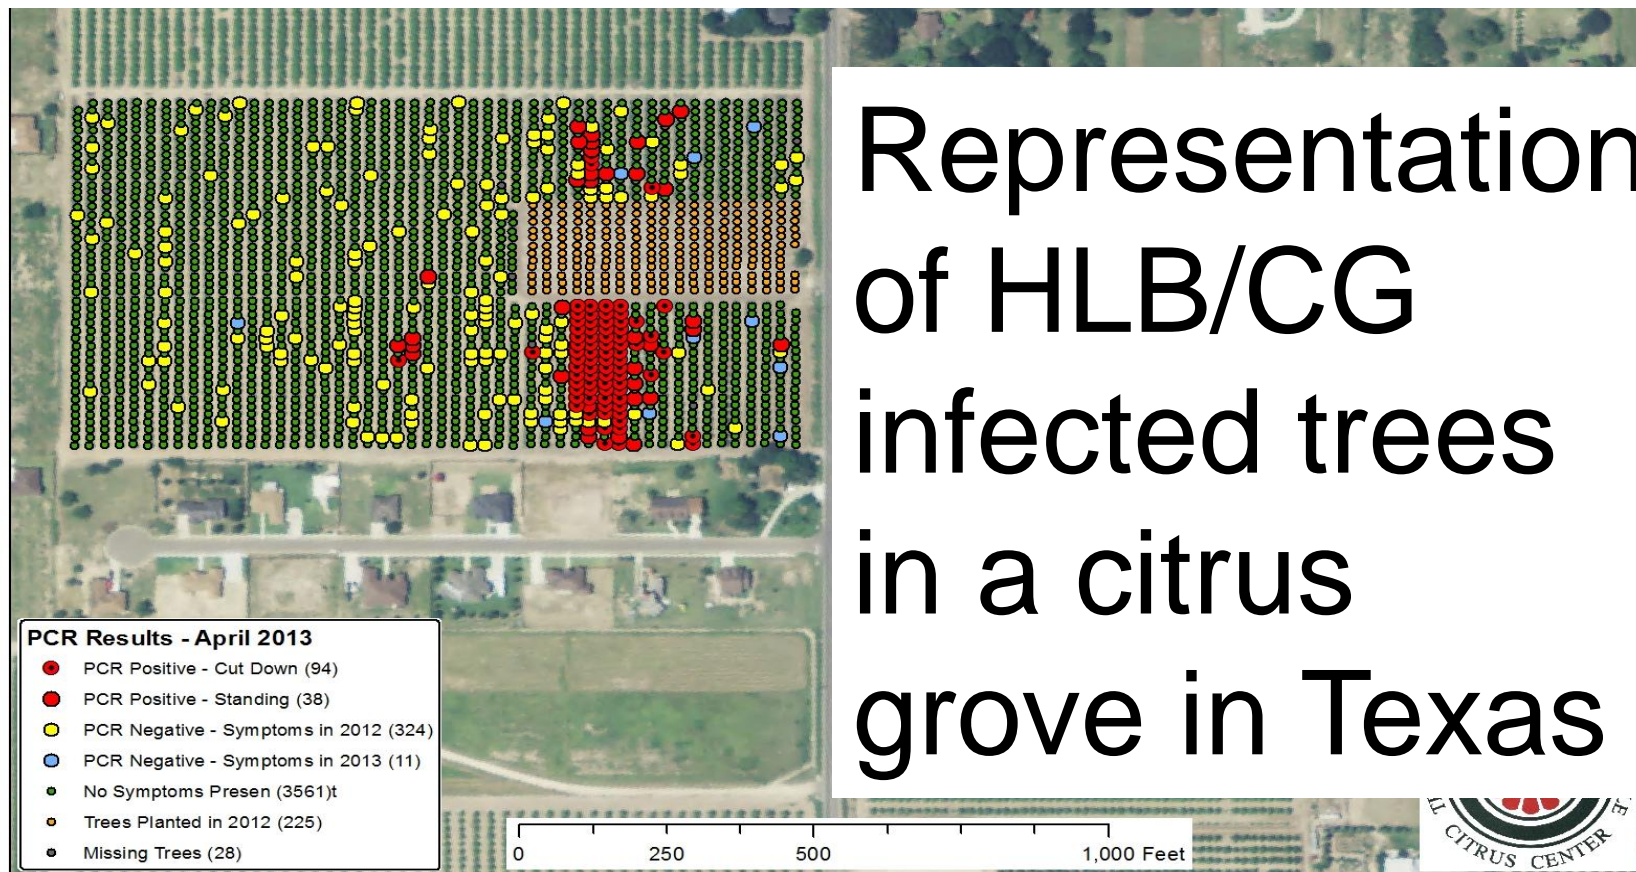 Representation
of HLB/CG
infected trees
in a citrus
grove in Texas
PCR Results - April 2013
PCR Positive - Cut Down (94)
PCR Positive - Standing (38)
PCR Negative - Symptoms in 2012 (324)
PCR Negative - Symptoms in 2013 (11)
No Symptoms Presen (3561)t
Trees Planted in 2012 (225)
Missing Trees (28)
0 250 500 1,000 Feet
CITRUS CENTER